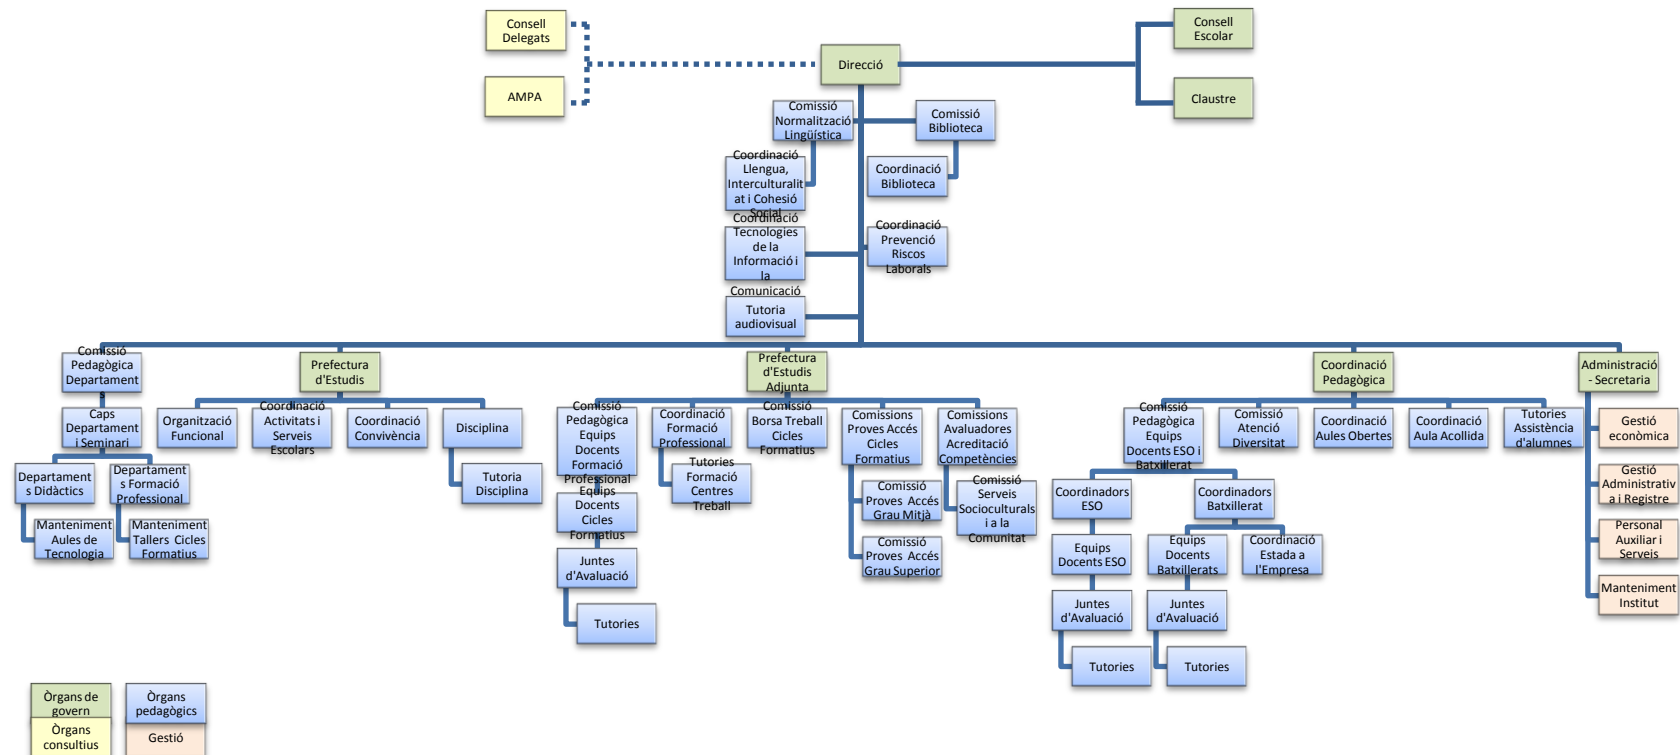 Consell
Delegats
AMPA
Direcció
Consell
Escolar
Claustre
Comissió
Normalització
Lingüística
Comissió
Biblioteca
Coordinació
Llengua,
Interculturalit
at i Cohesió
Social
Coordinació
Biblioteca
Coordinació
Tecnologies
de la
Informació i
la
Comunicació
Coordinació
Prevenció
Riscos
Laborals
Tutoria
audiovisual
Comissió
Pedagògica
Departament
s
Prefectura
d'Estudis
Prefectura
d'Estudis
Adjunta
Coordinació
Pedagògica
Administració
- Secretaria
Caps
Departament
i Seminari
Departament
s Didàctics
Departament
s Formació
Professional
Manteniment
Aules de
Tecnologia
Manteniment
Tallers Cicles
Formatius
Organització
Funcional
Coordinació
Activitats i
Serveis
Escolars
Coordinació
Convivència
Disciplina
Tutoria
Disciplina
Comissió
Pedagògica
Equips
Docents
Formació
Professional
Equips
Docents
Cicles
Formatius
Juntes
d'Avaluació
Tutories
Coordinació
Formació
Professional
Tutories
Formació
Centres
Treball
Comissió
Borsa Treball
Cicles
Formatius
Comissions
Proves Accés
Cicles
Formatius
Comissió
Proves Accés
Grau Mitjà
Comissió
Proves Accés
Grau Superior
Comissions
Avaluadores
Acreditació
Competències
Comissió
Serveis
Socioculturals
i a la
Comunitat
Comissió
Pedagògica
Equips
Docents ESO i
Batxillerat
Coordinadors
ESO
Equips
Docents ESO
Juntes
d'Avaluació
Tutories
Coordinadors
Batxillerat
Equips
Docents
Batxillerats
Juntes
d'Avaluació
Tutories
Coordinació
Estada a
l'Empresa
Comissió
Atenció
Diversitat
Coordinació
Aules Obertes
Coordinació
Aula Acollida
Tutories
Assistència
d'alumnes
Gestió
econòmica
Gestió
Administrativ
a i Registre
Personal
Auxiliar i
Serveis
Manteniment
Institut
Òrgans de
govern
Òrgans
pedagògics
Òrgans
consultius
Gestió